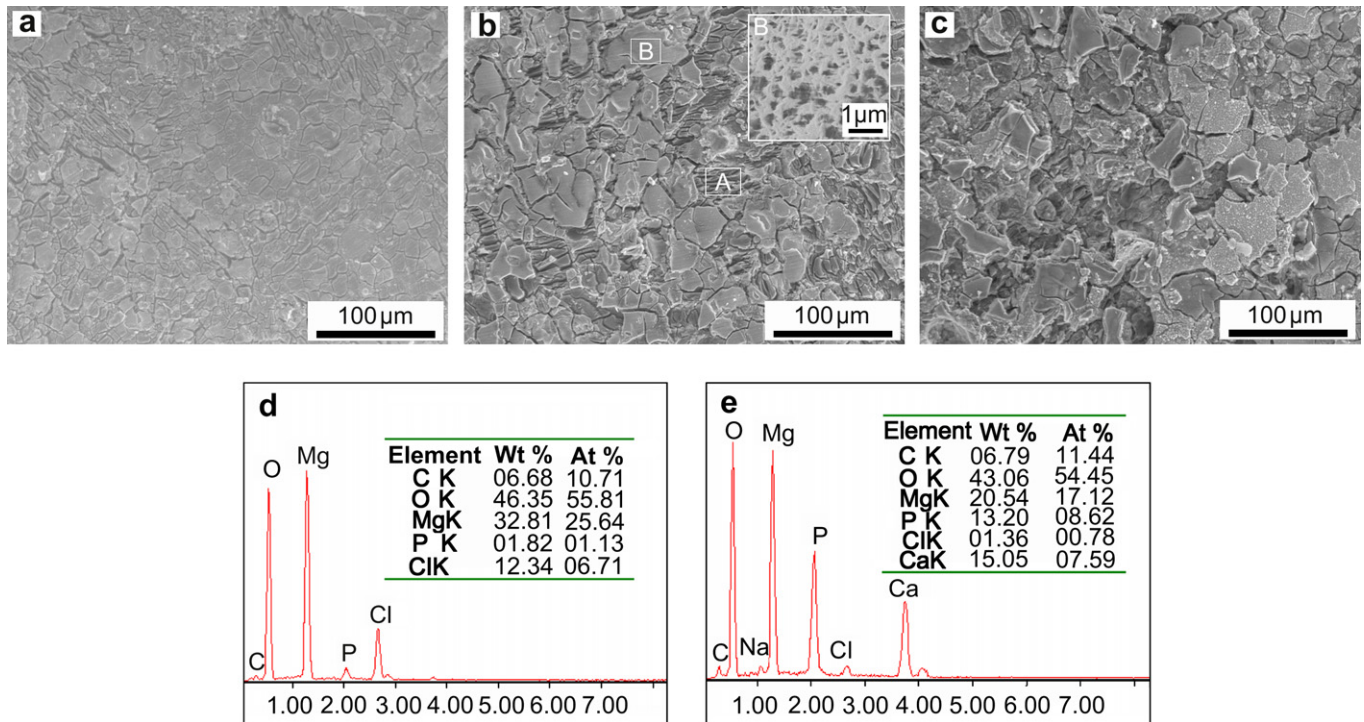 a
100 μm
b
B
B
1μm
A
100 μm
c
100 μm
d
O
Mg
C
P
Cl
Element Wt % At %
C K 06.68 10.71
O K 46.35 55.81
MgK 32.81 25.64
P K 01.82 01.13
ClK 12.34 06.71
1.00 2.00 3.00 4.00 5.00 6.00 7.00
e
O
Mg
P
Ca
C
Na
Cl
Element Wt % At %
C K 06.79 11.44
O K 43.06 54.45
MgK 20.54 17.12
P K 13.20 08.62
ClK 01.36 00.78
CaK 15.05 07.59
1.00 2.00 3.00 4.00 5.00 6.00 7.00